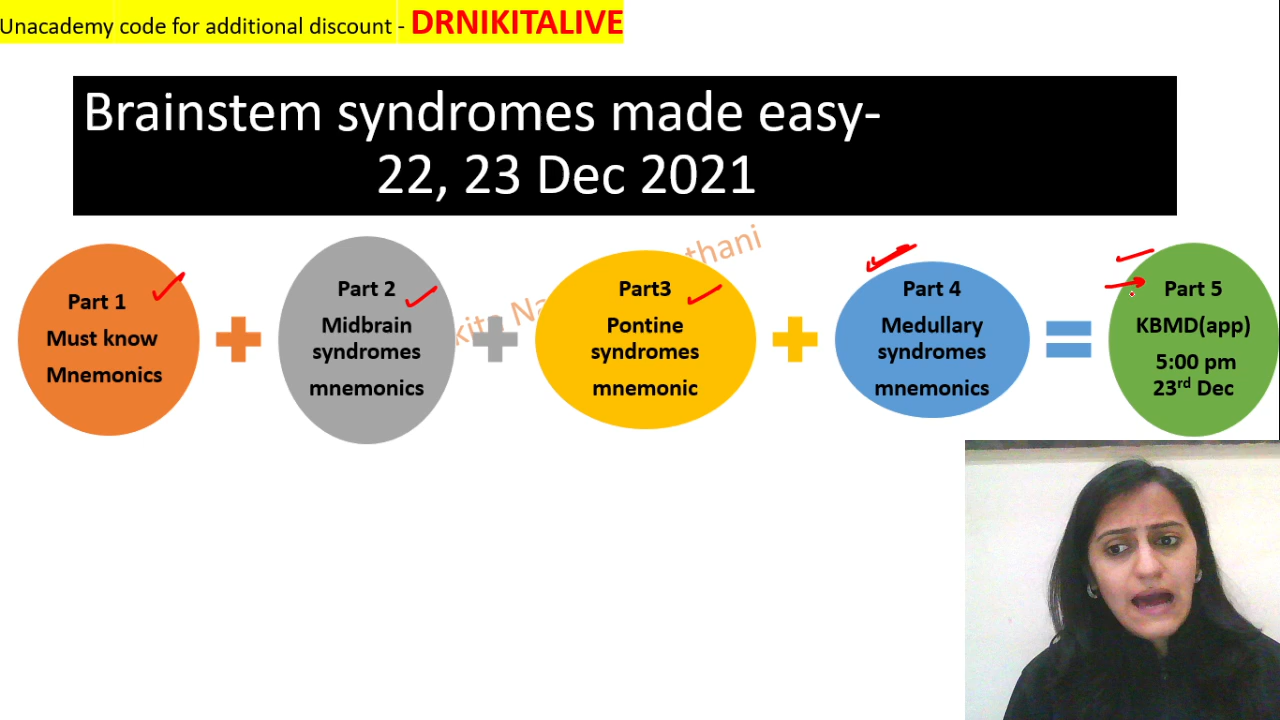 Unacademy code for additional discount - DRNIKITALIVE
Brainstem syndromes made easy-
22, 23 Dec 2021
Part 1
Must know
Mnemonics
Part 2
Midbrain
syndromes
mnemonics
Part3
Pontine
syndromes
mnemonic
Part 4
Medullary
syndromes
mnemonics
Part 5
KBMD(app)
5:00 pm
23rd Dec